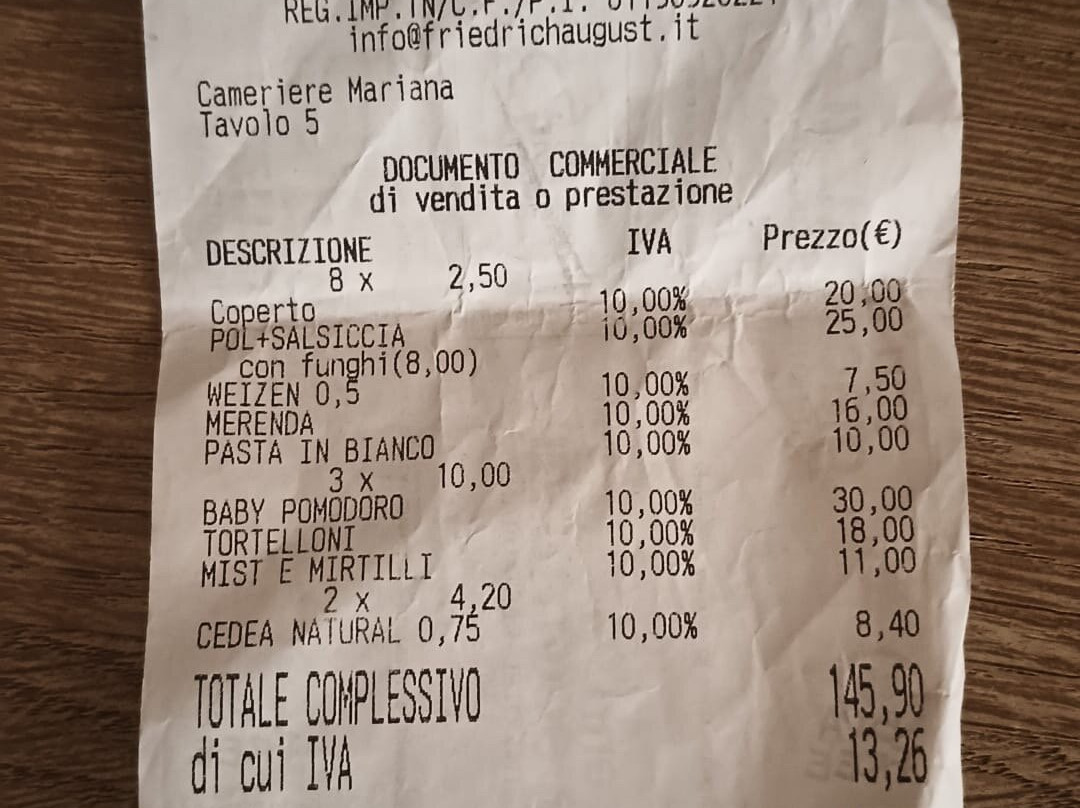 info@friedrichaugust.it
Cameriere Mariana
Tavolo 5
DOCUMENTO COMMERCIALE
di vendita o prestazione
DESCRIZIONE IVA Prezzo(€)
8 x 2,50
Coperto 10,00% 20,00
POL+SALSICCIA 10,00% 25,00
con funghi(8,00)
WEIZEN 0,5 10,00% 7,50
MERENDA 10,00% 16,00
PASTA IN BIANCO 10,00% 10,00
3 x 10,00
BABY POMODORO 10,00% 30,00
TORTELLONI 10,00% 18,00
MIST E MIRTILLI 10,00% 11,00
2 x 4,20
CEDEA NATURAL 0,75 10,00% 8,40
TOTALE COMPLESSIVO 145,90
di cui IVA 13,26